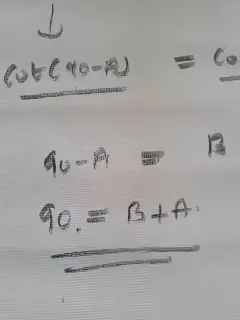 cot(90-A) = Co
90-A = B
90. = B+A.